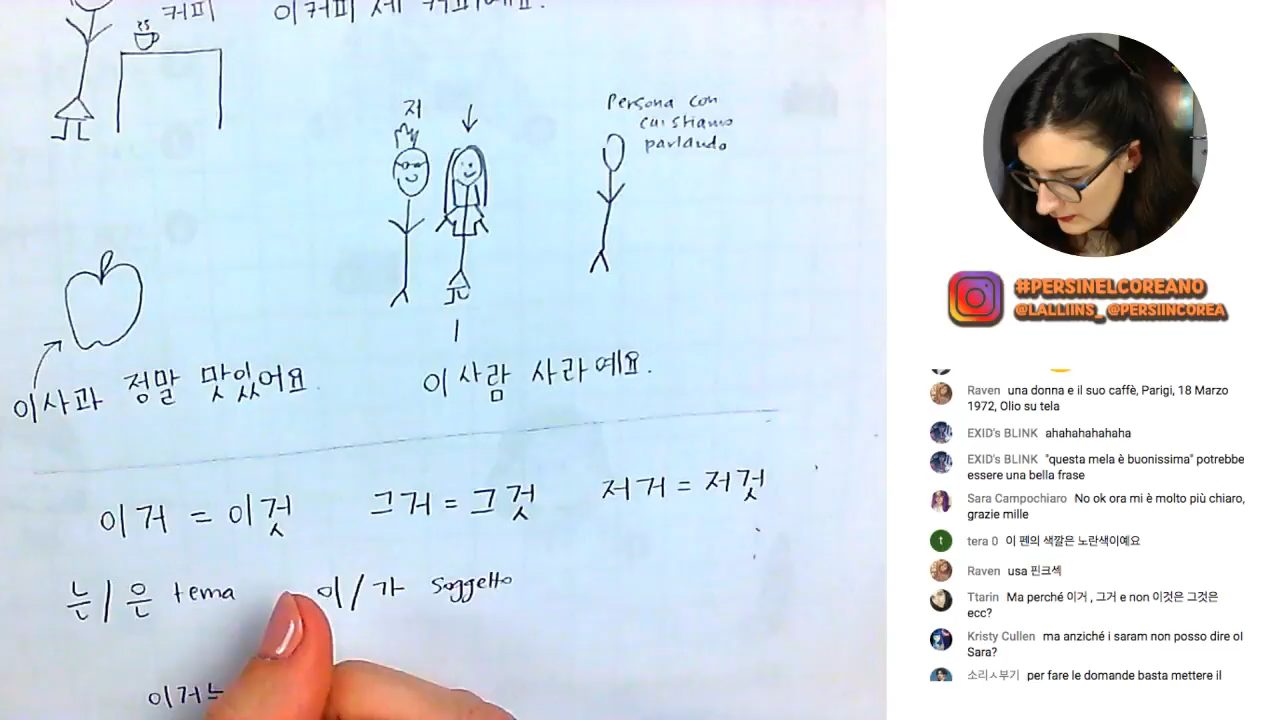 커피 이 커피 제 커피예요.
저
Persona con
cui stiamo
parlando
이 사과 정말 맛있어요.
이 사람 사라예요.
이거 = 이것 그거 = 그것 저거 = 저것
는/은 tema 이/가 soggetto
이거는
#PERSINELCOREANO
@LALLIINS_ @PERSIINCOREA
Raven una donna e il suo caffè, Parigi, 18 Marzo
1972, Olio su tela
EXID's BLINK ahahahahahaha
EXID's BLINK "questa mela è buonissima" potrebbe
essere una bella frase
Sara Campochiaro No ok ora mi è molto più chiaro,
grazie mille
t
tera 0 이 펜의 색깔은 노란색이예요
Raven usa 핀크섹
Ttarin Ma perché 이거 , 그거 e non 이것은 그것은
ecc?
Kristy Cullen ma anziché i saram non posso dire ol
Sara?
소리ㅅ부기 per fare le domande basta mettere il